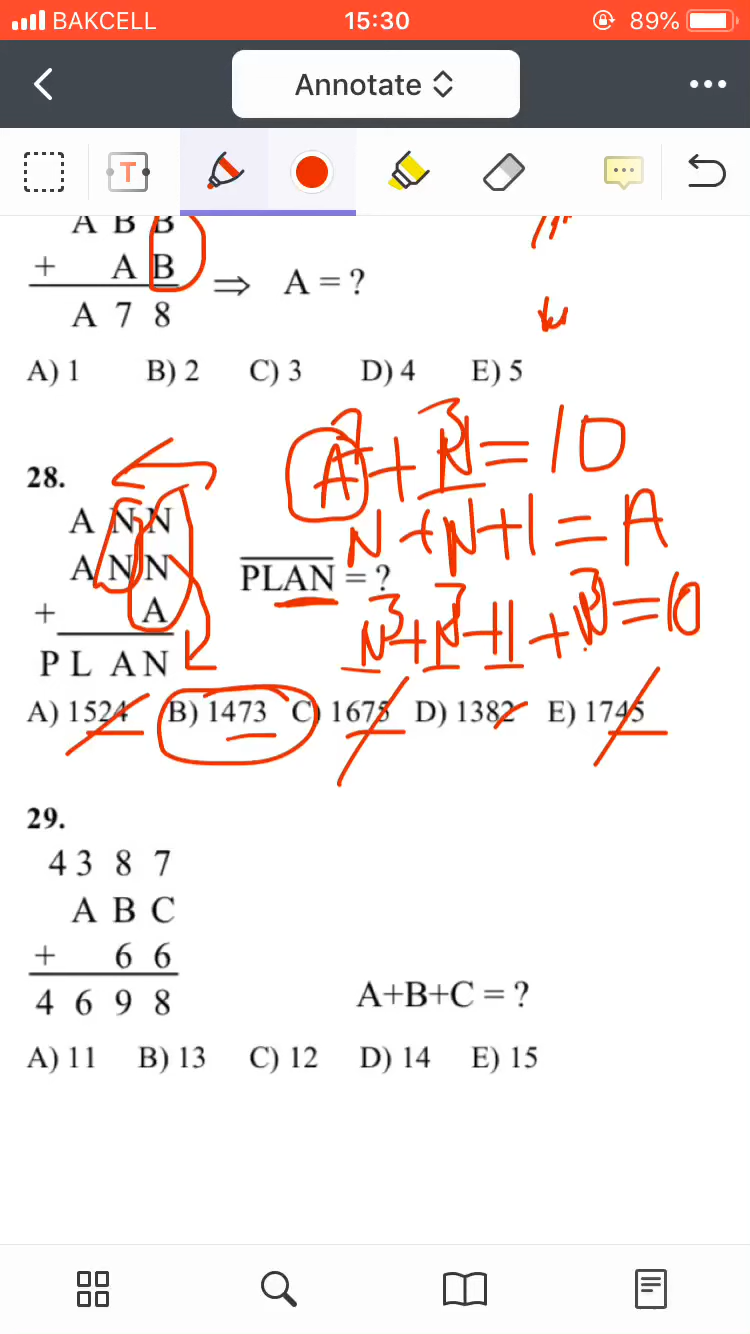 BAKCELL 15:30 89%
Annotate
T
A B B
+ A B ⇒ A = ?
A 7 8
A) 1 B) 2 C) 3 D) 4 E) 5
28.
A N N
A N N
+ A
P L A N
PLAN = ?
A + N = 10
N + N + 1 = A
N + N + 1 + N = 10
A) 1524 B) 1473 C) 1675 D) 1382 E) 1745
29.
4 3 8 7
A B C
+ 6 6
4 6 9 8
A+B+C = ?
A) 11 B) 13 C) 12 D) 14 E) 15